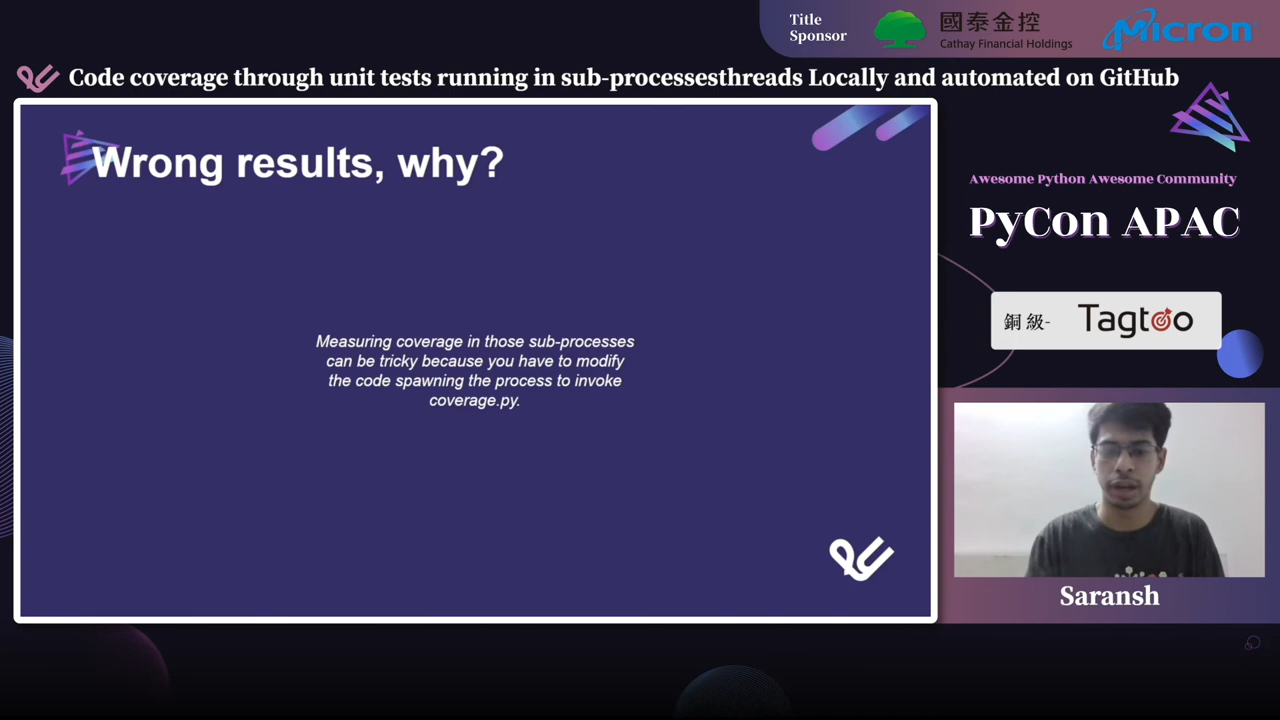 Title
Sponsor
國泰金控
Cathay Financial Holdings
Micron
Code coverage through unit tests running in sub-processesthreads Locally and automated on GitHub
Wrong results, why?
Measuring coverage in those sub-processes
can be tricky because you have to modify
the code spawning the process to invoke
coverage.py.
Awesome Python Awesome Community
PyCon APAC
銅級-
Tagtoo
Saransh